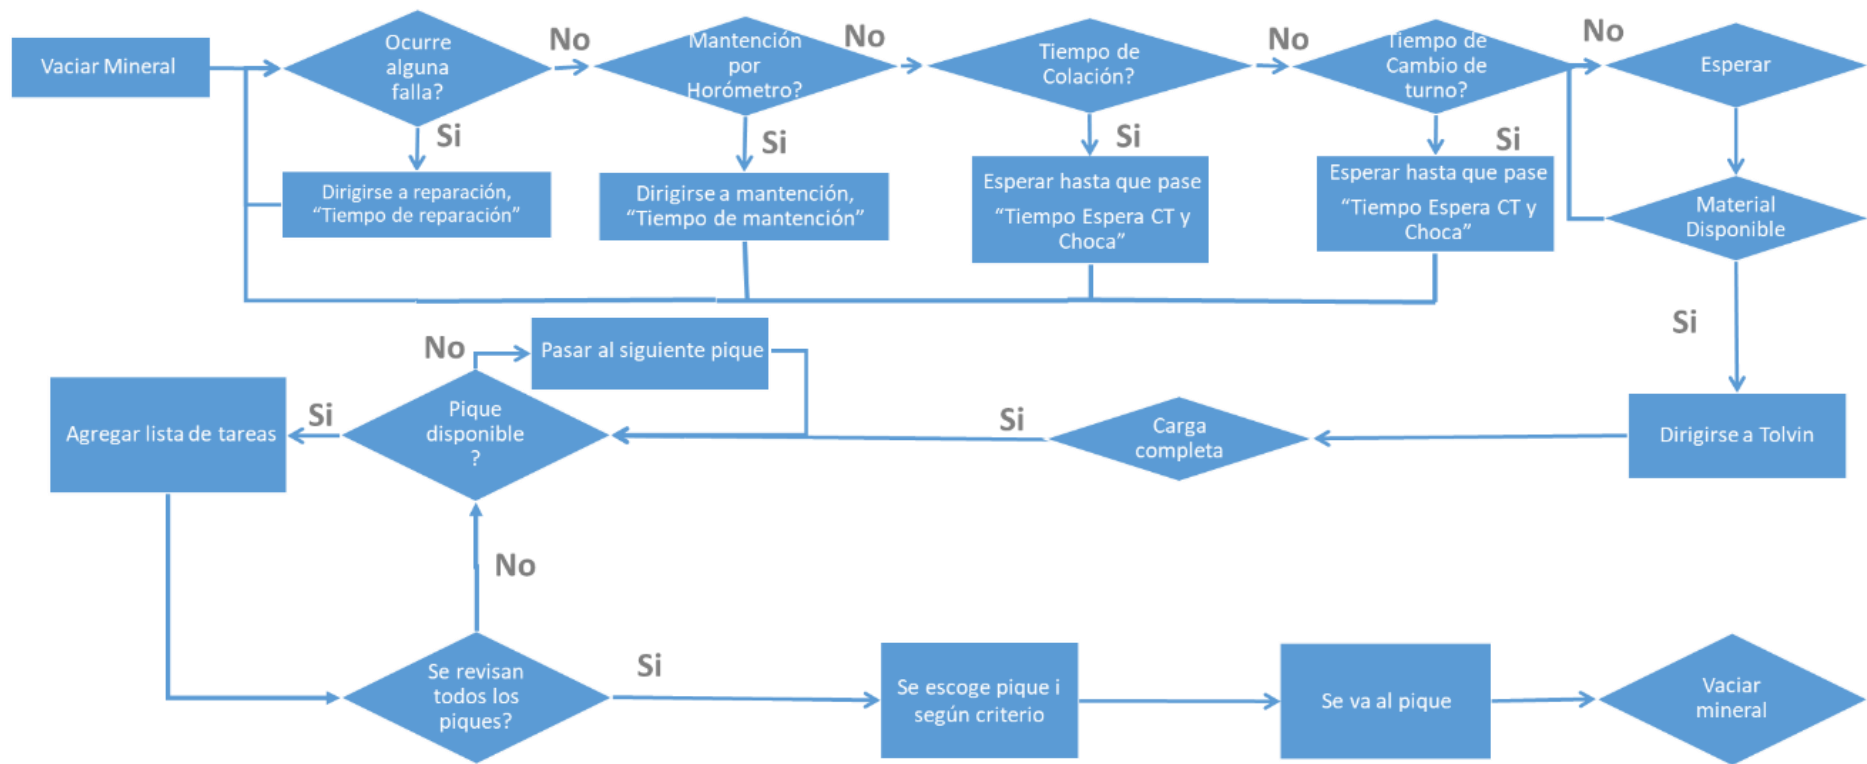 Vaciar Mineral
Ocurre
alguna
falla?
No
Mantención
por
Horómetro?
No
Tiempo de
Colación?
No
Tiempo de
Cambio de
turno?
No
Esperar
Si
Dirigirse a reparación,
“Tiempo de reparación”
Si
Dirigirse a mantención,
“Tiempo de mantención”
Si
Esperar hasta que pase
“Tiempo Espera CT y
Choca”
Si
Esperar hasta que pase
“Tiempo Espera CT y
Choca”
Material
Disponible
Si
Dirigirse a Tolvin
Carga
completa
Si
No
Pasar al siguiente pique
Pique
disponible
?
Si
Agregar lista de tareas
No
Se revisan
todos los
piques?
Si
Se escoge pique i
según criterio
Se va al pique
Vaciar
mineral